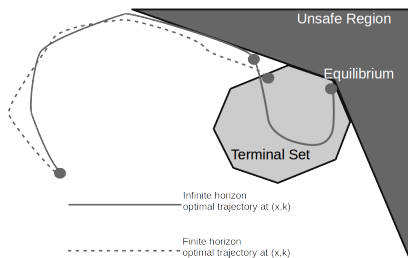 Unsafe Region
Equilibrium
Terminal Set
Infinite horizon
optimal trajectory at (x,k)
Finite horizon
optimal trajectory at (x,k)